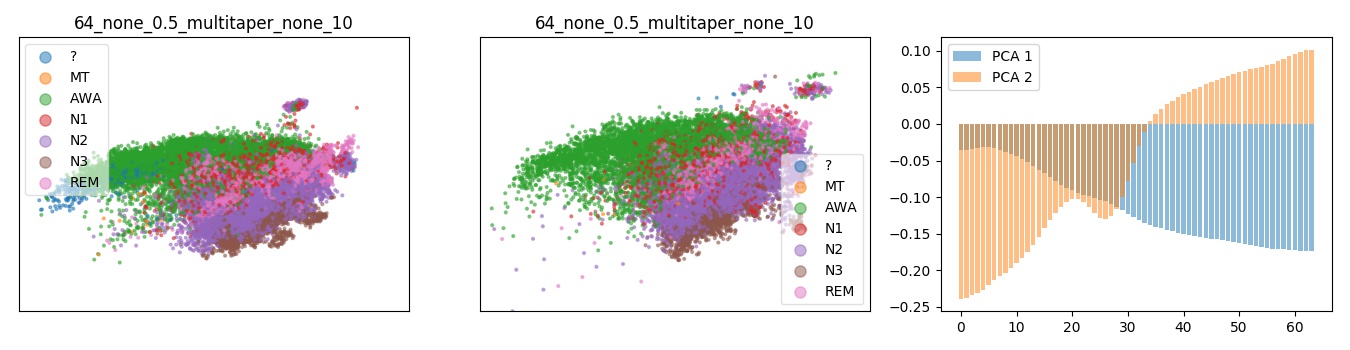 64_none_0.5_multitaper_none_10
?
MT
AWA
N1
N2
N3
REM
64_none_0.5_multitaper_none_10
?
MT
AWA
N1
N2
N3
REM
PCA 1
PCA 2
0.10
0.05
0.00
−0.05
−0.10
−0.15
−0.20
−0.25
0 10 20 30 40 50 60